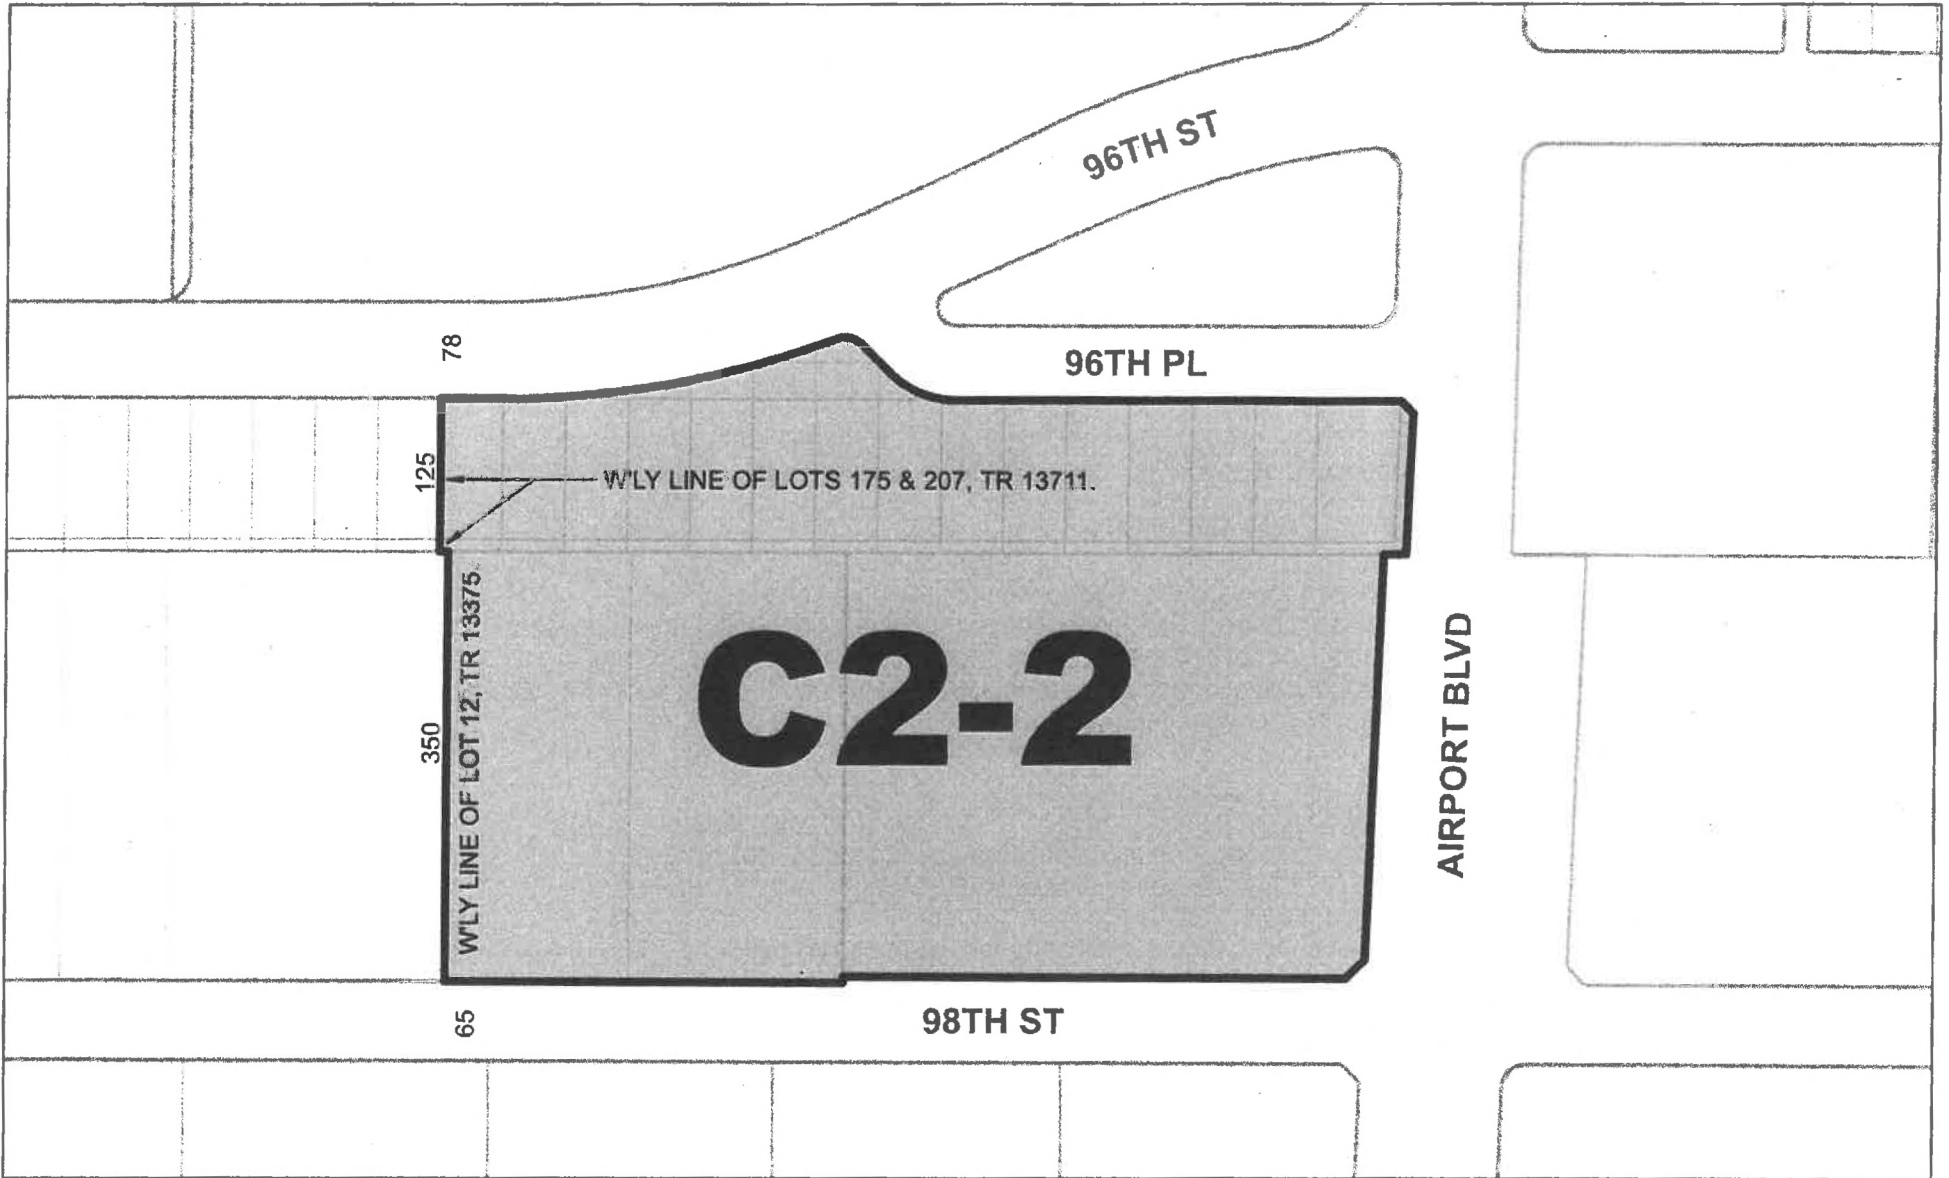 96TH ST
78
96TH PL
125
W'LY LINE OF LOTS 175 & 207, TR 13711.
W'LY LINE OF LOT 12, TR 13375.
350
C2-2
AIRPORT BLVD
65
98TH ST